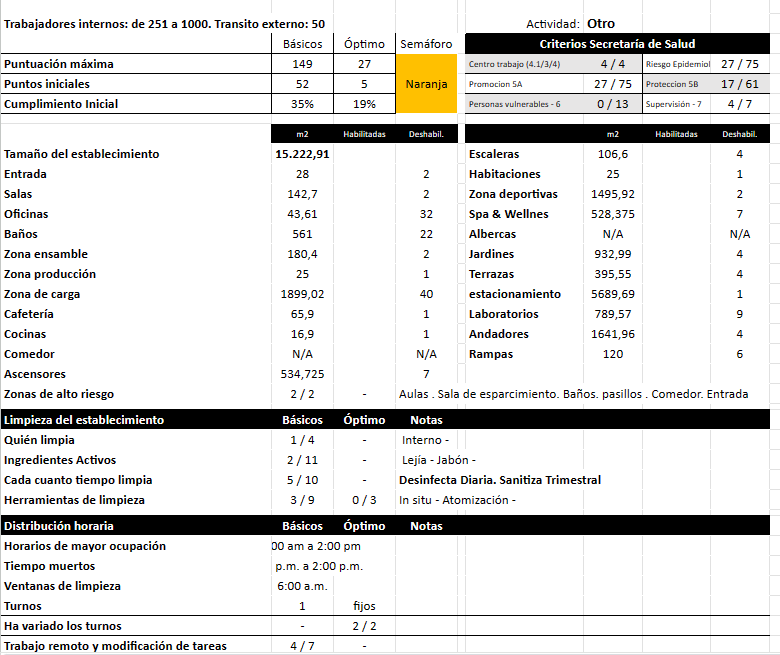 Trabajadores internos: de 251 a 1000. Transito externo: 50 Actividad: Otro
Básicos Óptimo Semáforo Criterios Secretaría de Salud
Puntuación máxima 149 27 Naranja Centro trabajo (4.1/3/4) 4 / 4 Riesgo Epidemiol 27 / 75
Puntos iniciales 52 5 Promocion 5A 27 / 75 Proteccion 5B 17 / 61
Cumplimiento Inicial 35% 19% Personas vulnerables - 6 0 / 13 Supervisión - 7 4 / 7
m2 Habilitadas Deshabil. m2 Habilitadas Deshabil.
Tamaño del establecimiento 15.222,91 Escaleras 106,6 4
Entrada 28 2 Habitaciones 25 1
Salas 142,7 2 Zona deportivas 1495,92 2
Oficinas 43,61 32 Spa & Wellnes 528,375 7
Baños 561 22 Albercas N/A N/A
Zona ensamble 180,4 2 Jardines 932,99 4
Zona producción 25 1 Terrazas 395,55 4
Zona de carga 1899,02 40 estacionamiento 5689,69 1
Cafetería 65,9 1 Laboratorios 789,57 9
Cocinas 16,9 1 Andadores 1641,96 4
Comedor N/A N/A Rampas 120 6
Ascensores 534,725 7
Zonas de alto riesgo 2 / 2 - Aulas . Sala de esparcimiento. Baños. pasillos . Comedor. Entrada
Limpieza del establecimiento Básicos Óptimo Notas
Quién limpia 1 / 4 - Interno -
Ingredientes Activos 2 / 11 - Lejía - Jabón -
Cada cuanto tiempo limpia 5 / 10 - Desinfecta Diaria. Sanitiza Trimestral
Herramientas de limpieza 3 / 9 0 / 3 In situ - Atomización -
Distribución horaria Básicos Óptimo Notas
Horarios de mayor ocupación 00 am a 2:00 pm
Tiempo muertos p.m. a 2:00 p.m.
Ventanas de limpieza 6:00 a.m.
Turnos 1 fijos
Ha variado los turnos - 2 / 2
Trabajo remoto y modificación de tareas 4 / 7 -